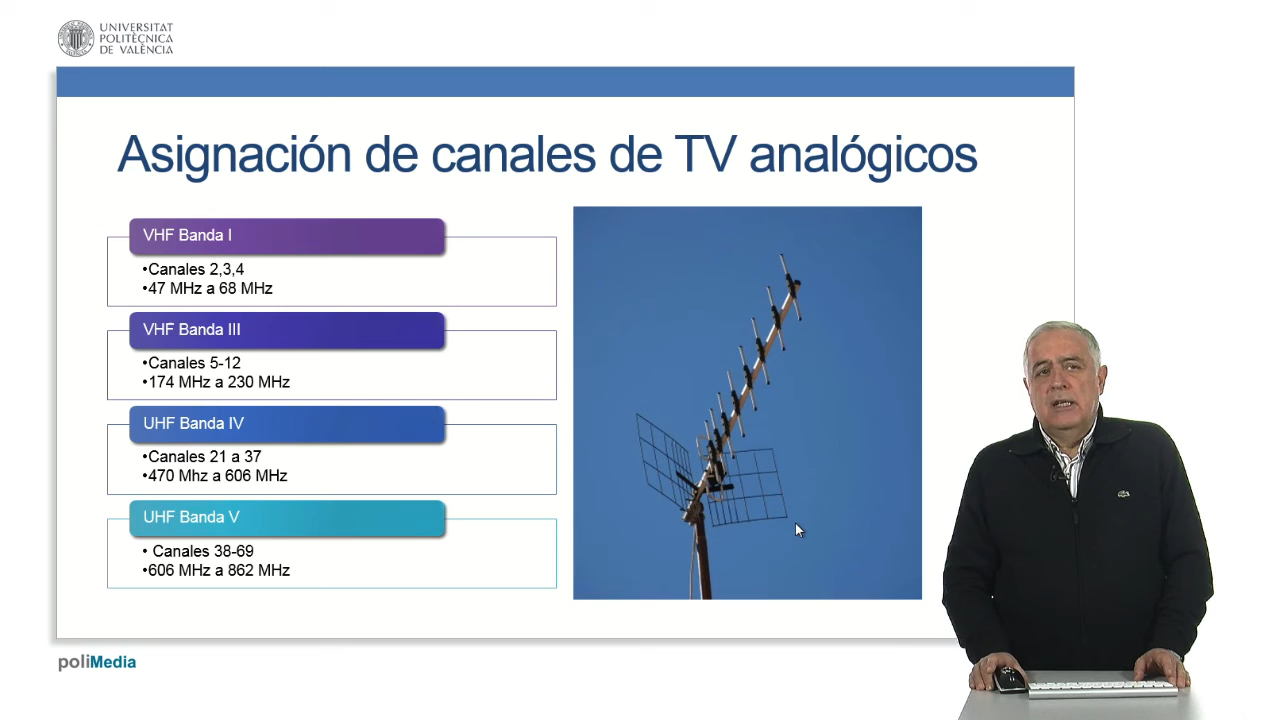 UNIVERSITAT
POLITÈCNICA
DE VALÈNCIA
Asignación de canales de TV analógicos
VHF Banda I
•Canales 2,3,4
•47 MHz a 68 MHz
VHF Banda III
•Canales 5-12
•174 MHz a 230 MHz
UHF Banda IV
•Canales 21 a 37
•470 Mhz a 606 MHz
UHF Banda V
• Canales 38-69
•606 MHz a 862 MHz
poliMedia